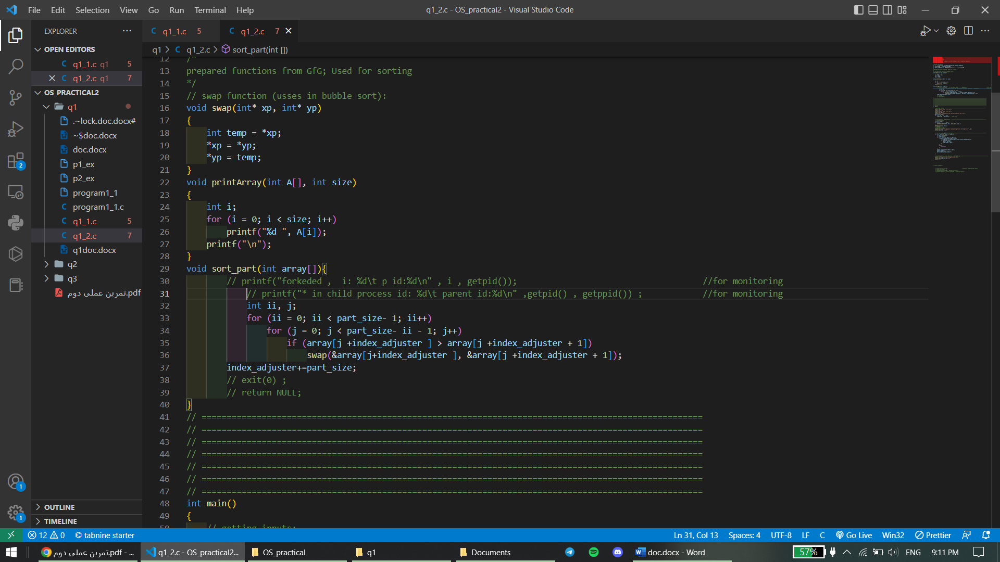 File Edit Selection View Go Run Terminal Help
q1_2.c - OS_practical2 - Visual Studio Code
EXPLORER
OPEN EDITORS
q1_1.c q1 5
q1_2.c q1 7
OS_PRACTICAL2
q1
.~lock.doc.docx#
~$doc.docx
doc.docx
p1_ex
p2_ex
program1_1
program1_1.c
q1_1.c 5
q1_2.c 7
q1doc.docx
q2
q3
تمرین عملی دوم.pdf
OUTLINE
TIMELINE
2
1
1
q1_1.c 5
q1_2.c 7
q1 > C q1_2.c > sort_part(int [])
12 /*
13 prepared functions from GfG; Used for sorting
14 */
15 // swap function (usses in bubble sort):
16 void swap(int* xp, int* yp)
17 {
18 int temp = *xp;
19 *xp = *yp;
20 *yp = temp;
21 }
22 void printArray(int A[], int size)
23 {
24 int i;
25 for (i = 0; i < size; i++)
26 printf("%d ", A[i]);
27 printf("\n");
28 }
29 void sort_part(int array[]){
30 // printf("forkeded ,  i: %d\t p id:%d\n" , i , getpid()); //for monitoring
31 // printf("* in child process id: %d\t parent id:%d\n" ,getpid() , getppid()) ; //for monitoring
32 int ii, j;
33 for (ii = 0; ii < part_size- 1; ii++)
34 for (j = 0; j < part_size- ii - 1; j++)
35 if (array[j +index_adjuster ] > array[j +index_adjuster + 1])
36 swap(&array[j+index_adjuster ], &array[j +index_adjuster + 1]);
37 index_adjuster+=part_size;
38 // exit(0) ;
39 // return NULL;
40 }
41 // ====================================================================================================
42 // ====================================================================================================
43 // ====================================================================================================
44 // ====================================================================================================
45 // ====================================================================================================
46 // ====================================================================================================
47 // ====================================================================================================
48 int main()
49 {
50 // getting inputs:
12 0 tabnine starter
Ln 31, Col 13 Spaces: 4 UTF-8 LF C Go Live Win32 Prettier
تمرین عملی دوم.pdf - ...
q1_2.c - OS_practical2...
OS_practical
q1
Documents
doc.docx - Word
57% ENG 9:11 PM